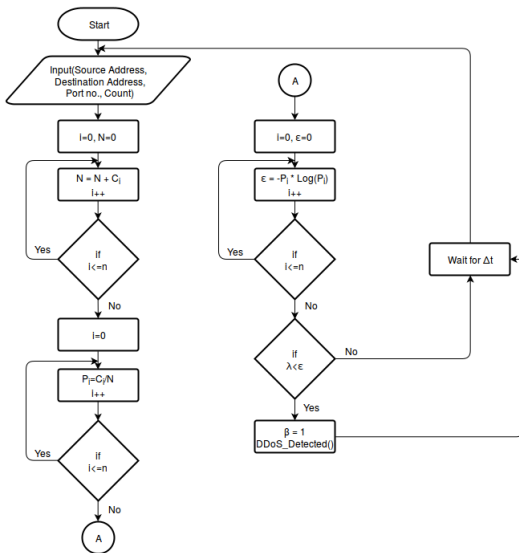 Start
Input(Source Address,
Destination Address,
Port no., Count)
i=0, N=0
N = N + Cᵢ
i++
if
i<=n
Yes
No
i=0
Pᵢ=Cᵢ/N
i++
if
i<=n
Yes
No
A
A
i=0, ε=0
ε = -Pᵢ * Log(Pᵢ)
i++
if
i<=n
Yes
No
if
λ<ε
No
Yes
β = 1
DDoS_Detected()
Wait for Δt